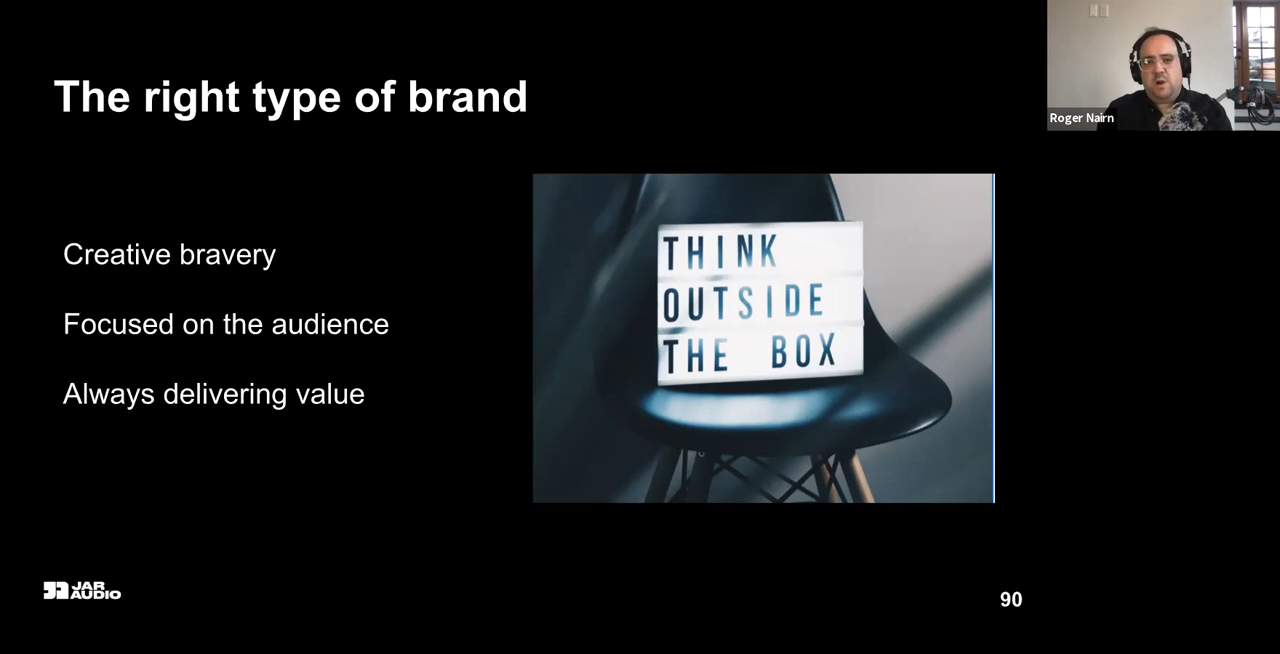 The right type of brand
Roger Nairn
Creative bravery
Focused on the audience
Always delivering value
THINK
OUTSIDE
THE BOX
JAR
AUDIO
90